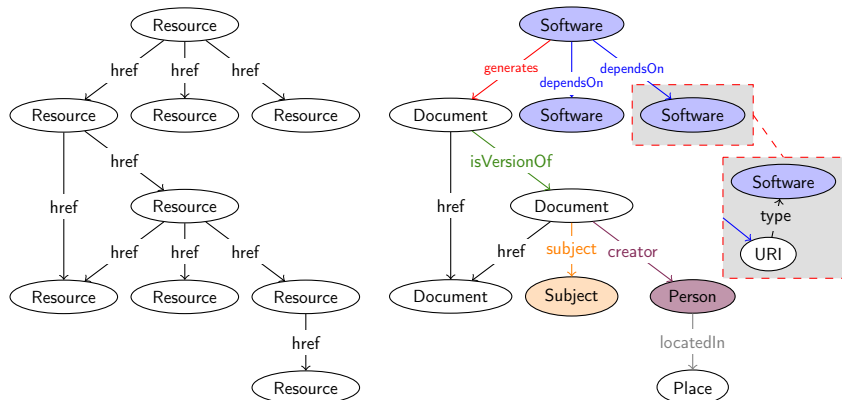 Resource
href
href
href
Resource
Resource
Resource
href
href
Resource
href
href
href
Resource
Resource
Resource
href
Resource
Software
generates
dependsOn
dependsOn
Document
Software
Software
isVersionOf
href
Document
href
subject
creator
Document
Subject
Person
locatedIn
Place
Software
type
URI